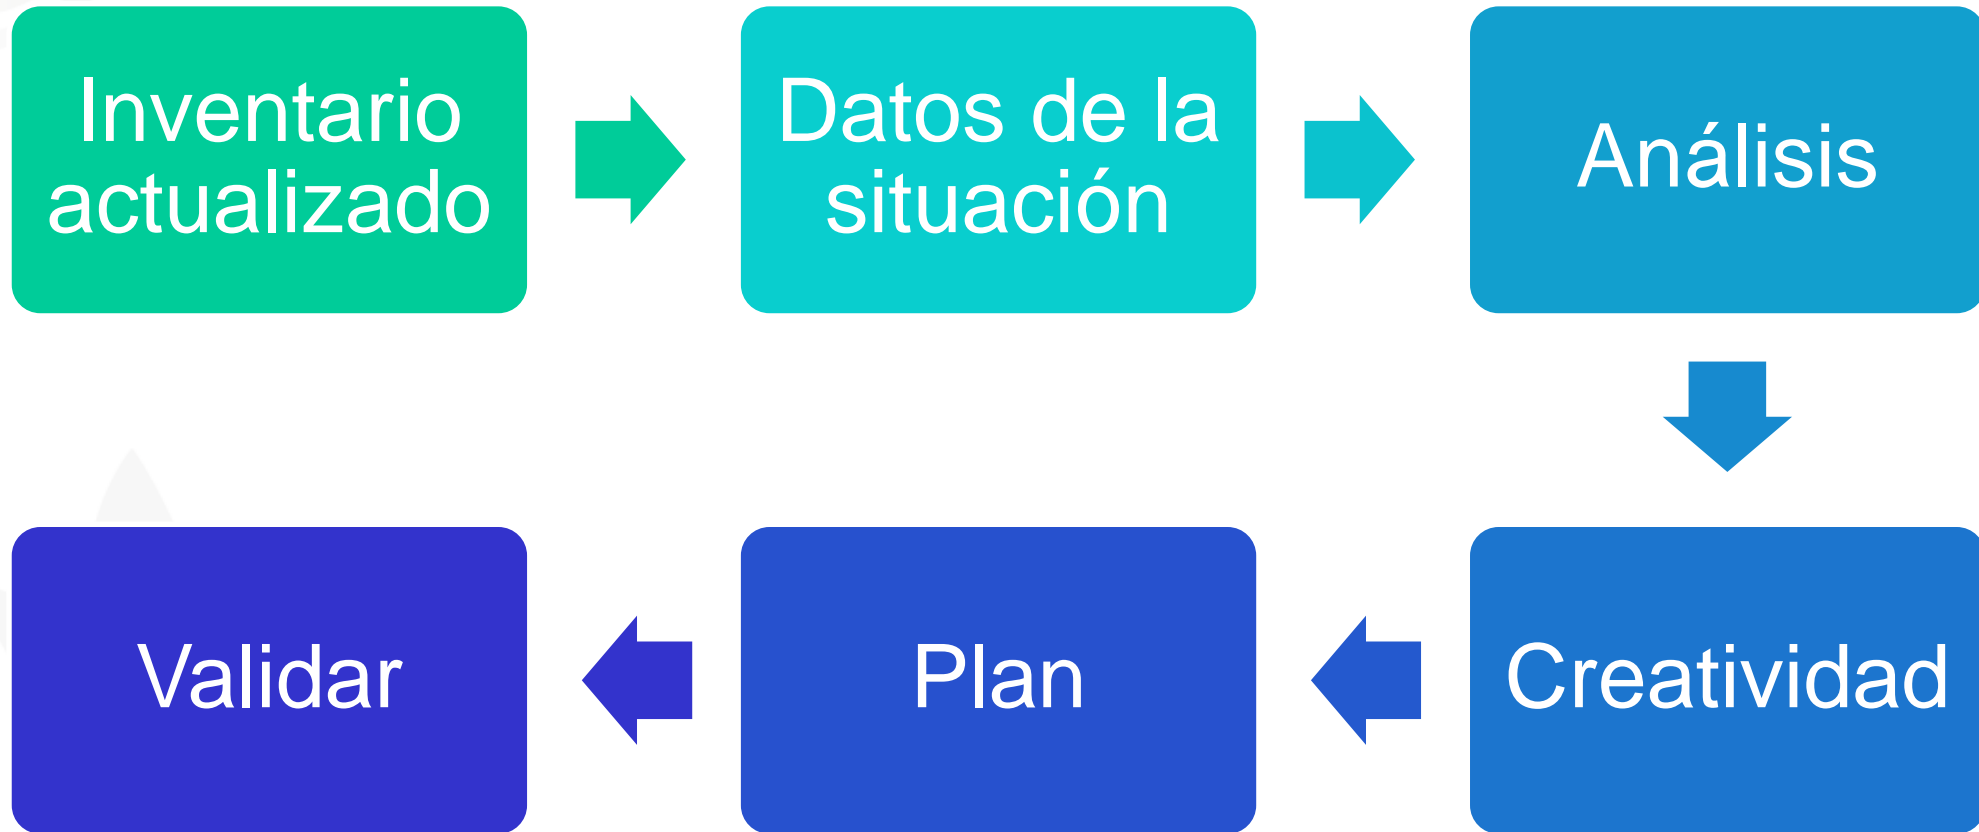 Inventario
actualizado
Datos de la
situación
Análisis
Creatividad
Plan
Validar